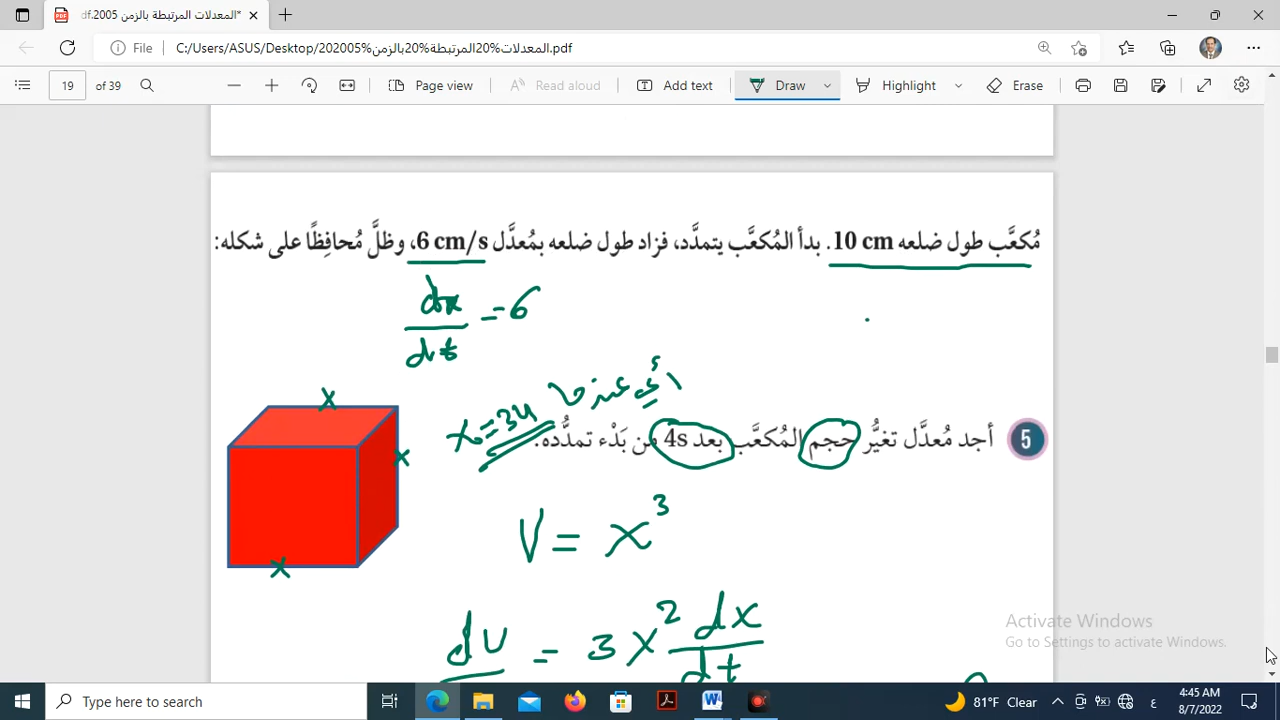 المعدلات المرتبطة بالزمن 2005.df*
File C:/Users/ASUS/Desktop/202005%المعدلات%20المرتبطة%20بالزمن.pdf
19 of 39 Page view Read aloud Add text Draw Highlight Erase
مُكعَّب طول ضلعه 10 cm. بدأ المُكعَّب يتمدَّد، فزاد طول ضلعه بمُعدَّل 6 cm/s، وظلَّ مُحافِظًا على شكله:
dx/dt = 6
أي عندما
x=34
5 أجد مُعدَّل تغيُّر حجم المُكعَّب بعد 4s من بَدْء تمدُّده.
x
x
x
V = x³
dv = 3x² dx/dt
Activate Windows
Go to Settings to activate Windows.
Type here to search
81°F Clear
ع
4:45 AM
8/7/2022